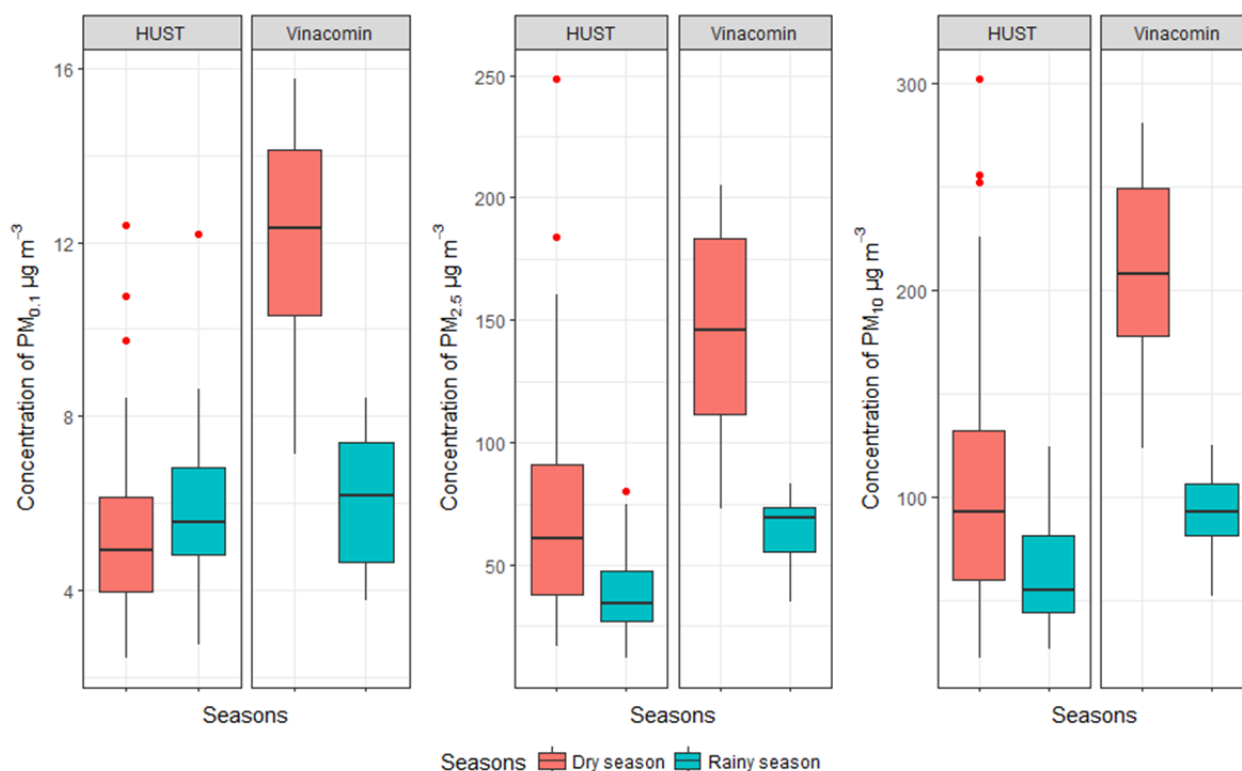 HUST Vinacomin
16
12
8
4
Concentration of PM0.1 µg m−3
Seasons
HUST Vinacomin
250
200
150
100
50
Concentration of PM2.5 µg m−3
Seasons
HUST Vinacomin
300
200
100
Concentration of PM10 µg m−3
Seasons
Seasons Dry season Rainy season